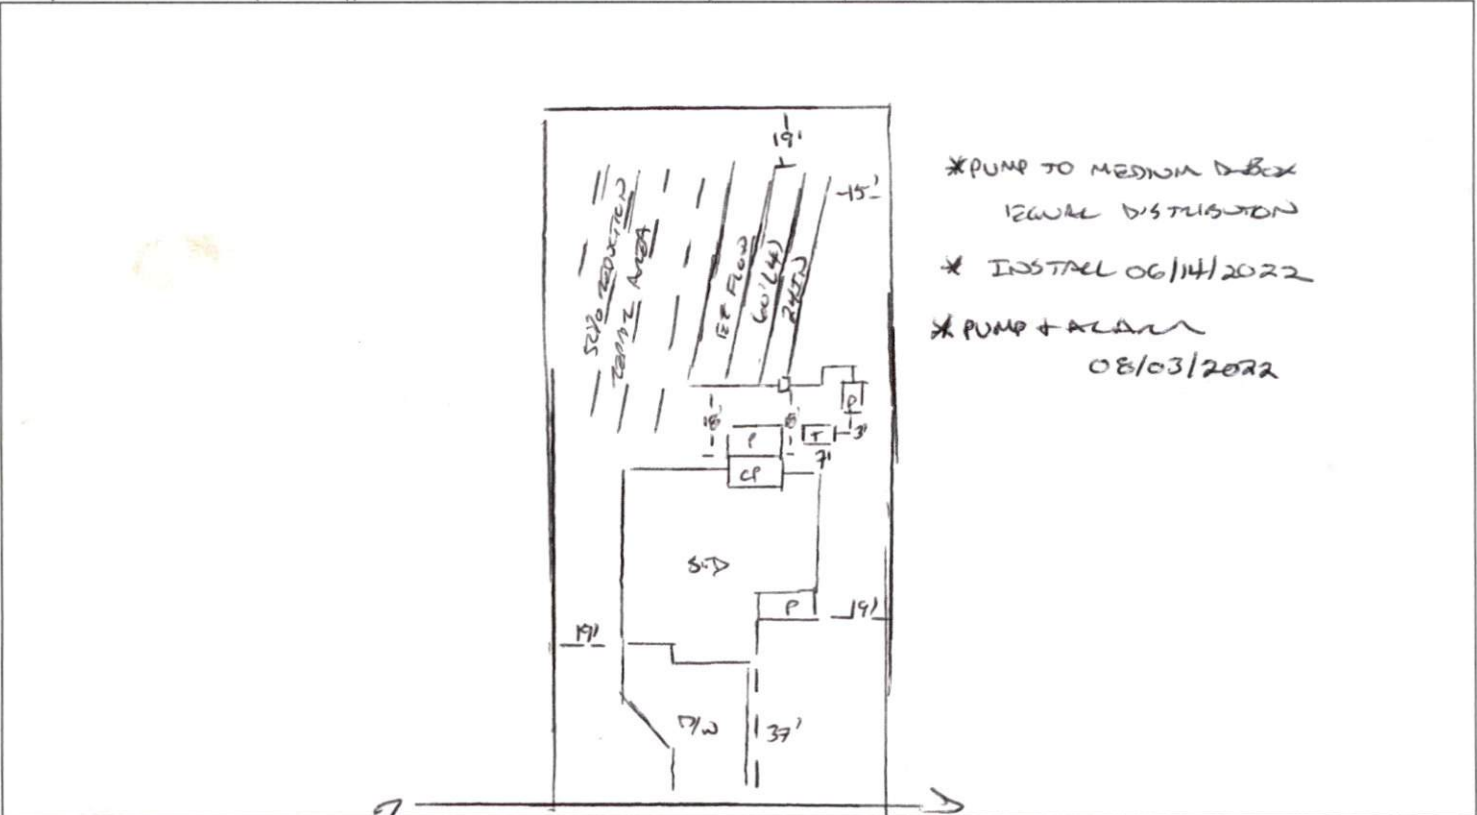 19'
*PUMP TO MEDIUM D-BOX
EQUAL DISTRIBUTION
* INSTALL 06/14/2022
*PUMP + ALARM
08/03/2022
15'
50% REDUCTION
REPAIR AREA
EZ FLOW
60' (4)
24IN
P
18'
8'
P
T
3'
7'
CP
SFD
P
19'
19'
D/W
37'